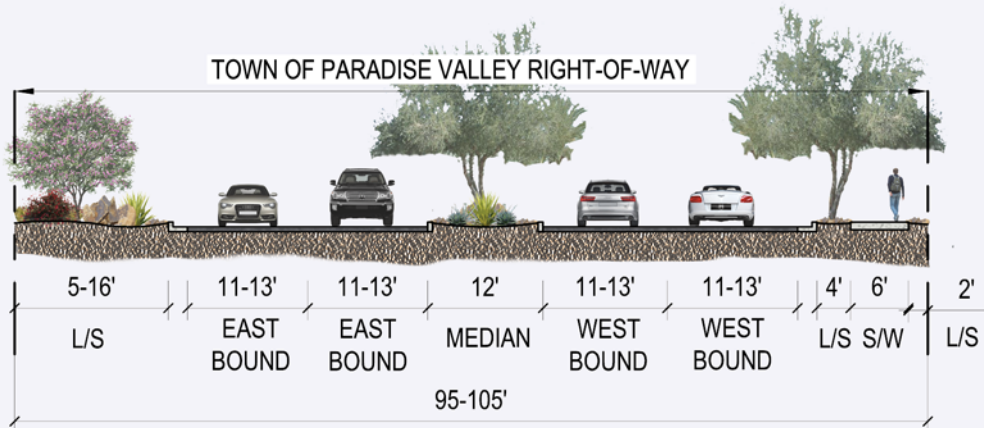 TOWN OF PARADISE VALLEY RIGHT-OF-WAY
5-16' 11-13' 11-13' 12' 11-13' 11-13' 4' 6' 2'
L/S EAST BOUND EAST BOUND MEDIAN WEST BOUND WEST BOUND L/S S/W L/S
95-105'